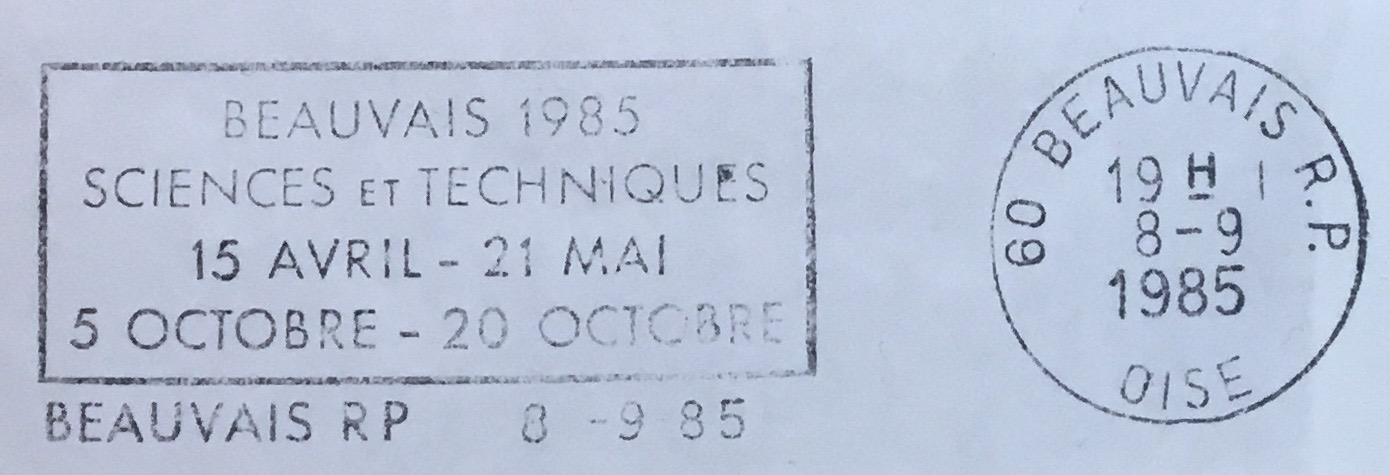 BEAUVAIS 1985
SCIENCES ET TECHNIQUES
15 AVRIL - 21 MAI
5 OCTOBRE - 20 OCTOBRE
BEAUVAIS RP 8 - 9 85
60 BEAUVAIS R.P.
19 H
8 - 9
1985
OISE